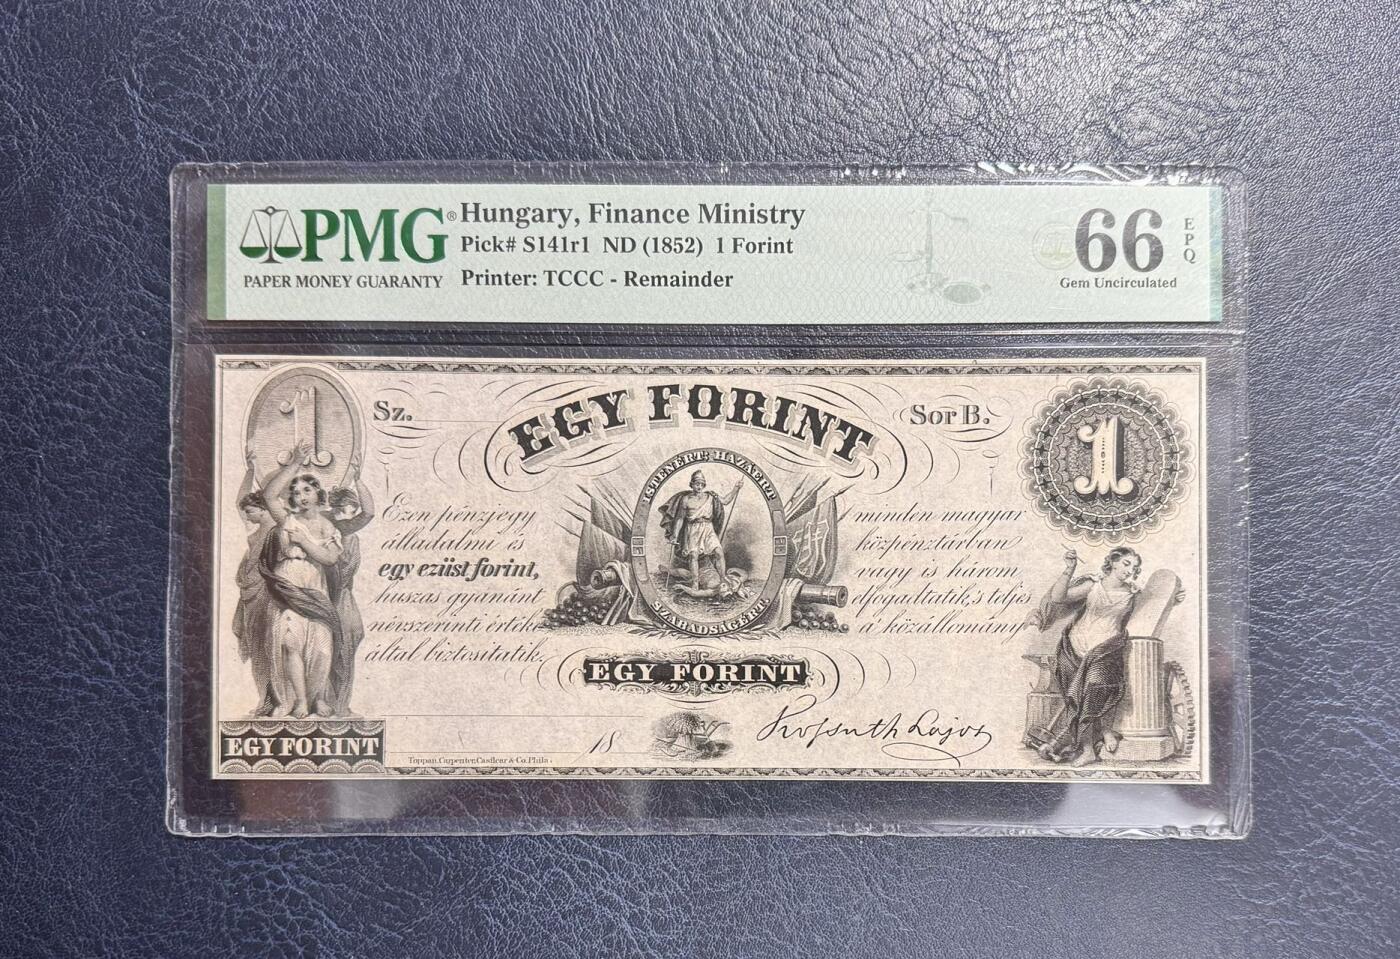 PMG®
PAPER MONEY GUARANTY
Hungary, Finance Ministry
Pick# S141r1 ND (1852) 1 Forint
Printer: TCCC - Remainder
66 EPQ
Gem Uncirculated
1
Sz.
EGY FORINT
Sor B.
1
ISTENÉRT, HAZÁÉRT
SZABADSÁGÉRT
Ezen pénzjegy
álladalmi és
egy ezüst forint,
huszas gyanánt
névszerinti értéke
által biztositatik.
minden magyar
közpénztárban
vagy is három
elfogadtatik, s teljes
a' közállomány
EGY FORINT
EGY FORINT
18
Kossuth Lajos
Toppan, Carpenter, Casilear & Co. Phila.